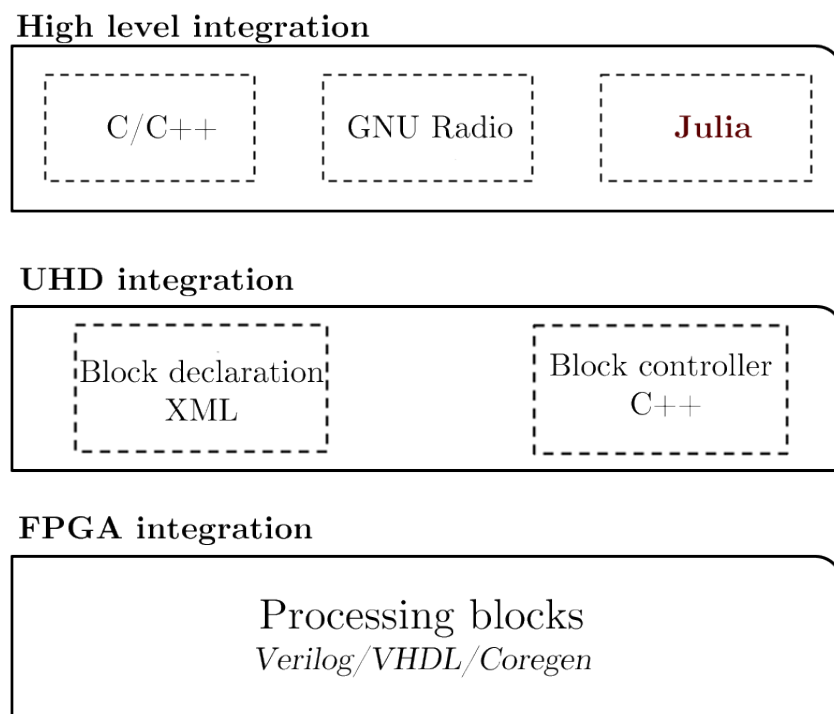 High level integration
C/C++
GNU Radio
Julia
UHD integration
Block declaration
XML
Block controller
C++
FPGA integration
Processing blocks
Verilog/VHDL/Coregen